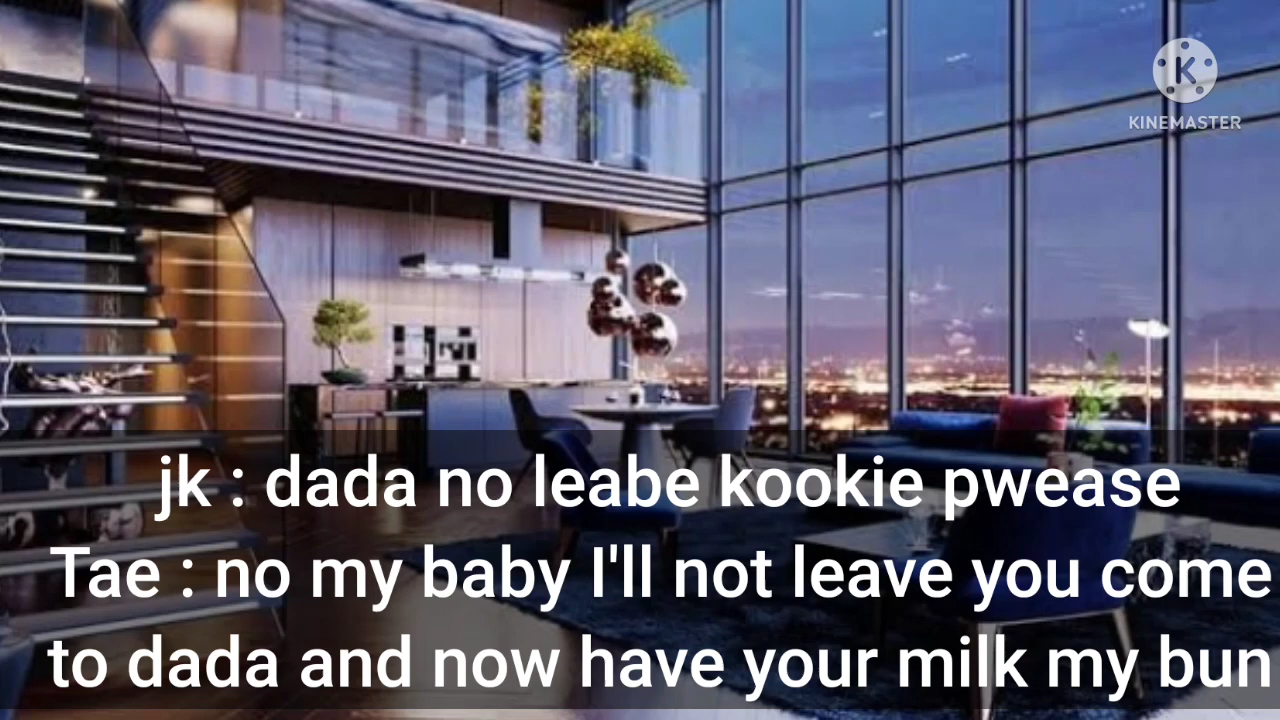 KINEMASTER
jk : dada no leabe kookie pwease
Tae : no my baby I'll not leave you come
to dada and now have your milk my bun